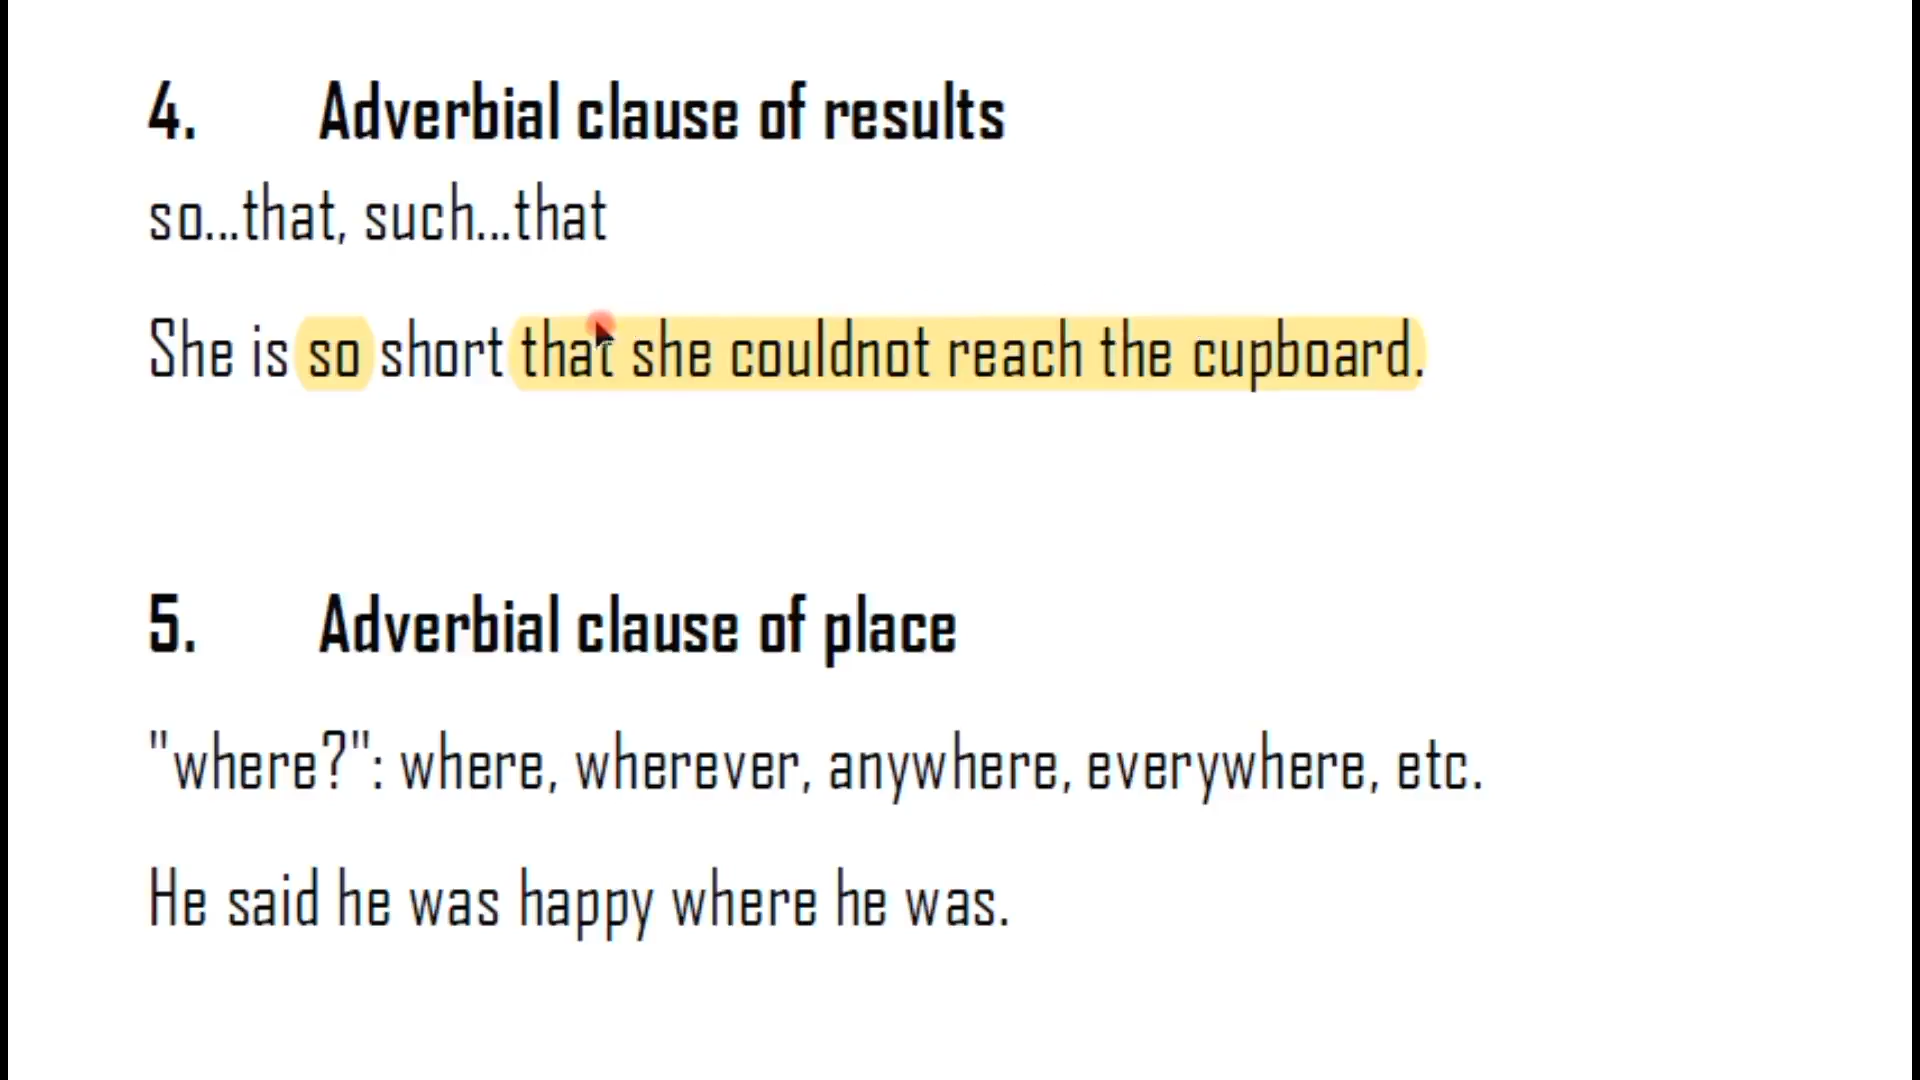 4. Adverbial clause of results
so...that, such...that
She is so short that she couldnot reach the cupboard.
5. Adverbial clause of place
"where?": where, wherever, anywhere, everywhere, etc.
He said he was happy where he was.